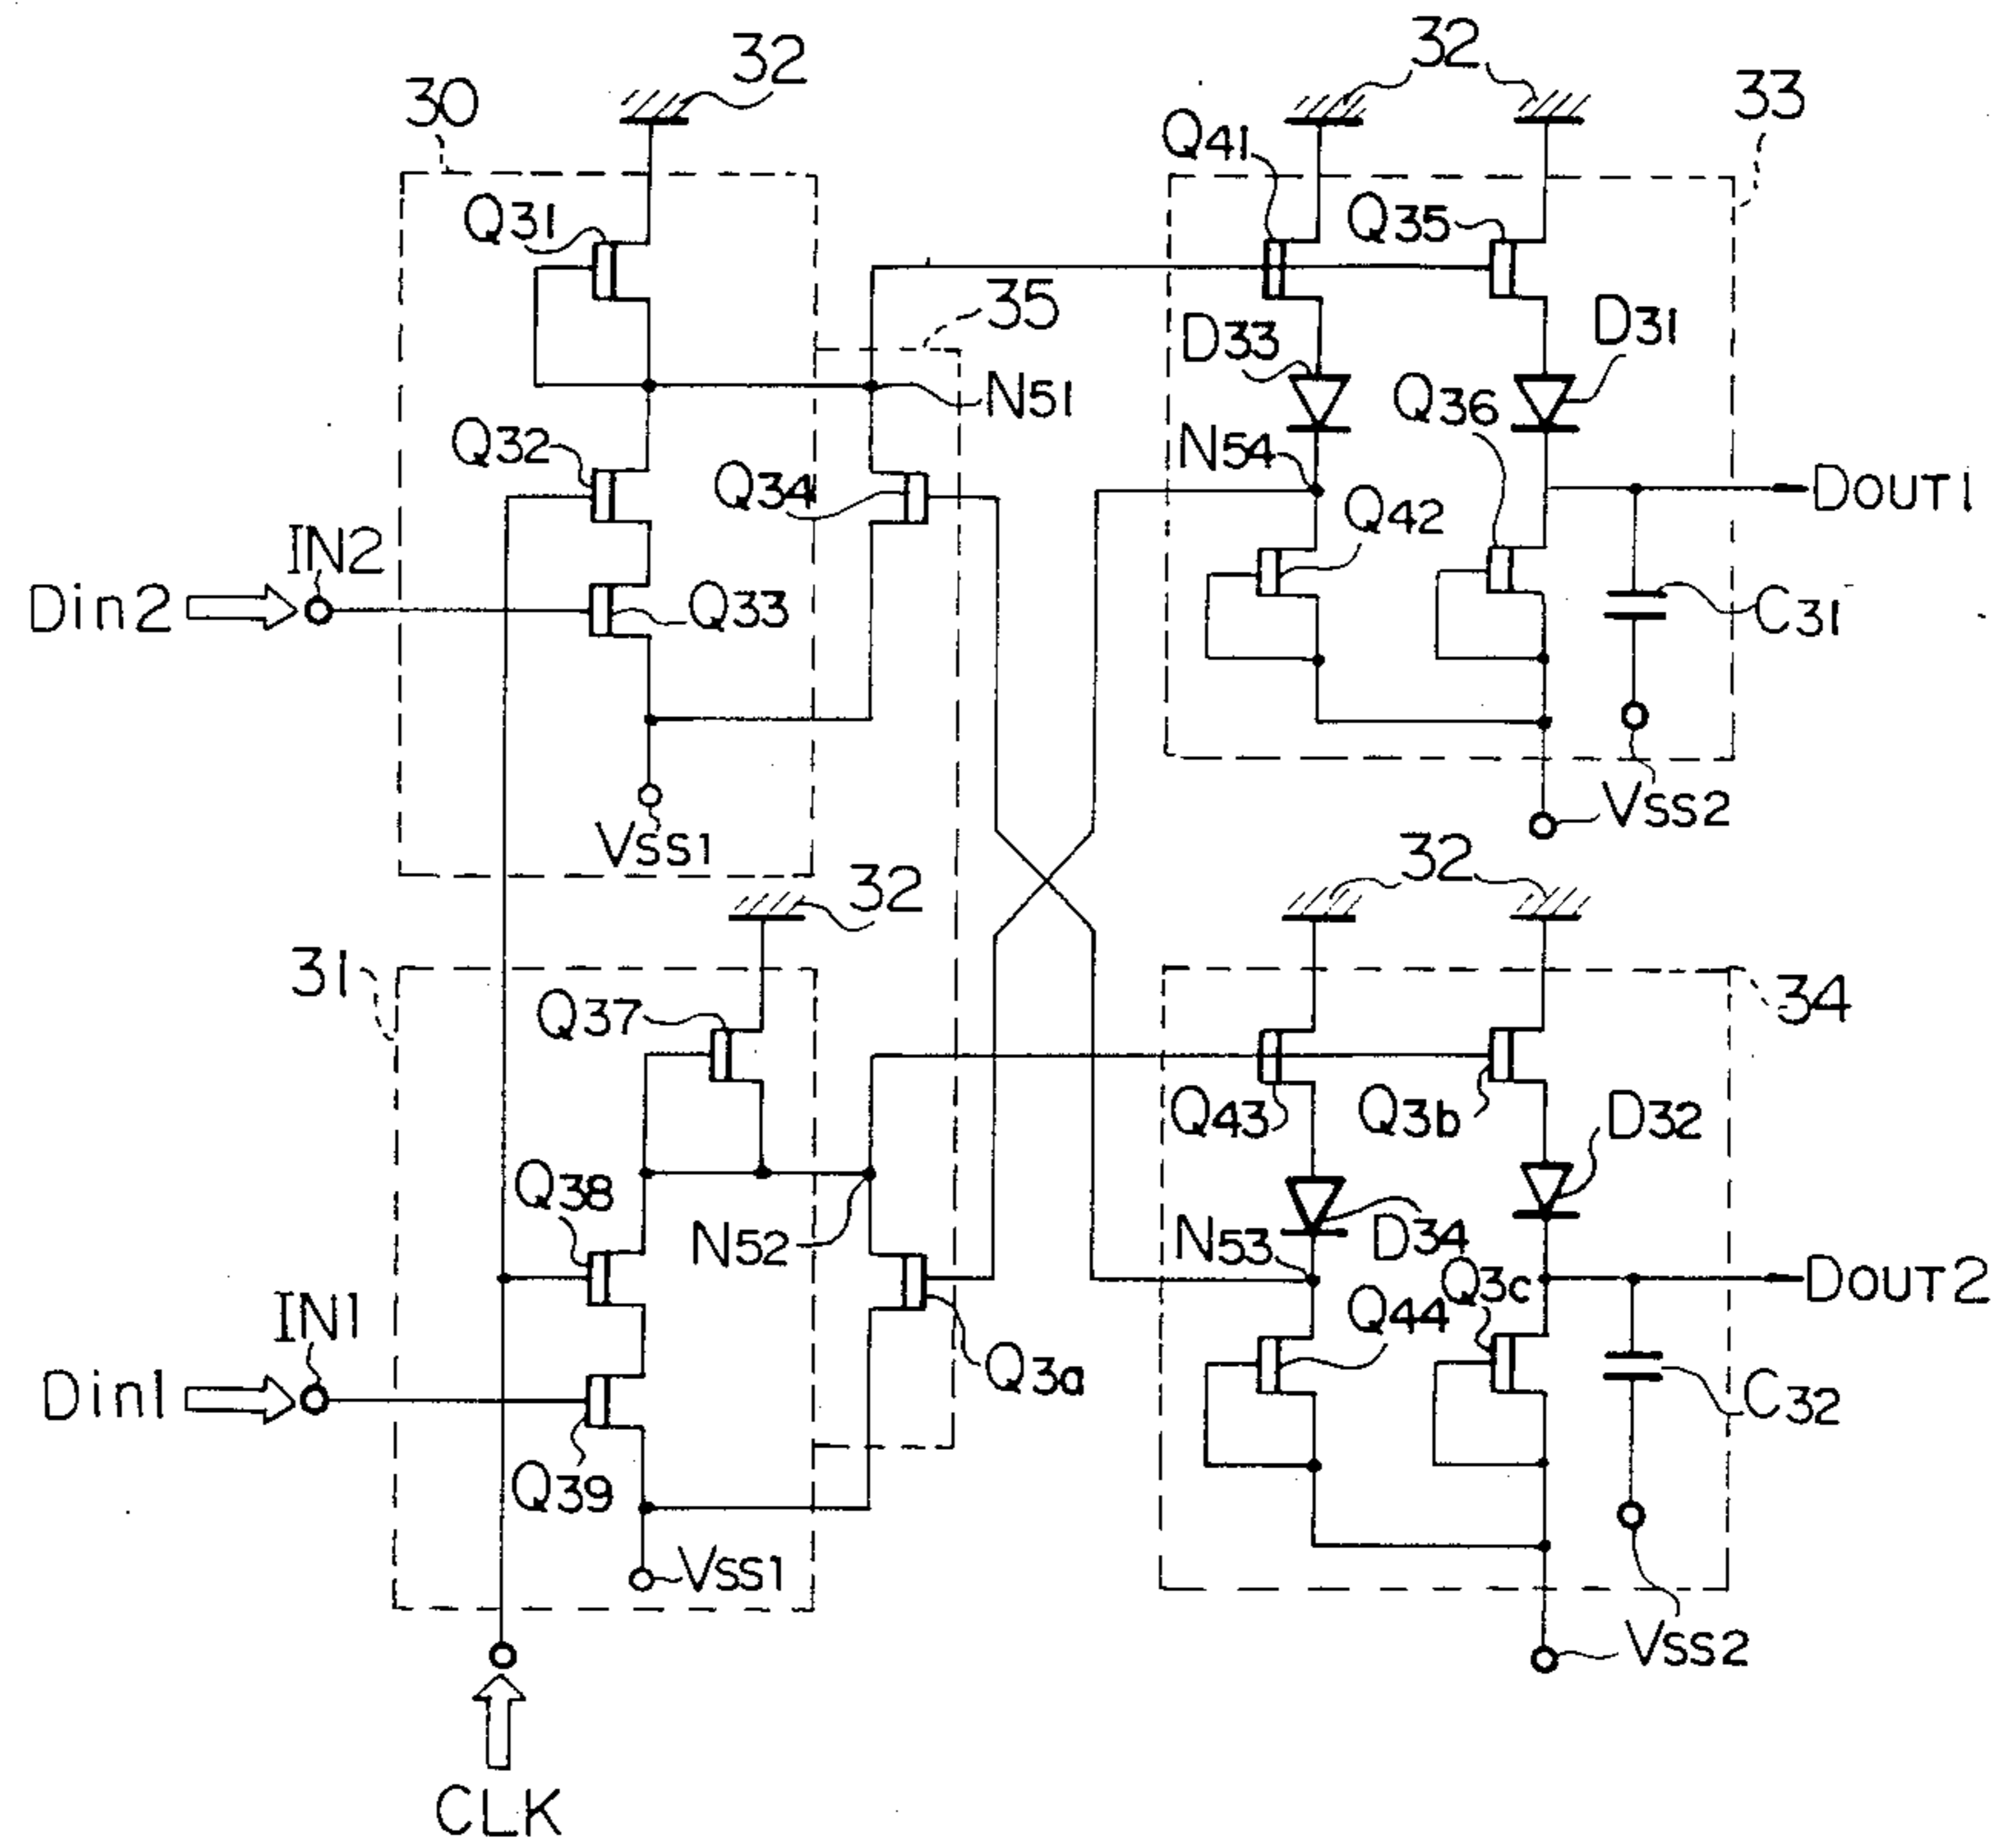 32
32
30
33
Q41
Q31
Q35
35
D33
D31
N51
Q36
Q32
N54
Q34
DOUT1
Q42
IN2
Din2
Q33
C31
VSS1
VSS2
32
32
31
34
Q37
Q43
Q3b
D32
Q38
N52
N53
D34
Q3c
DOUT2
IN1
Q44
Din1
Q3a
C32
Q39
VSS1
VSS2
CLK